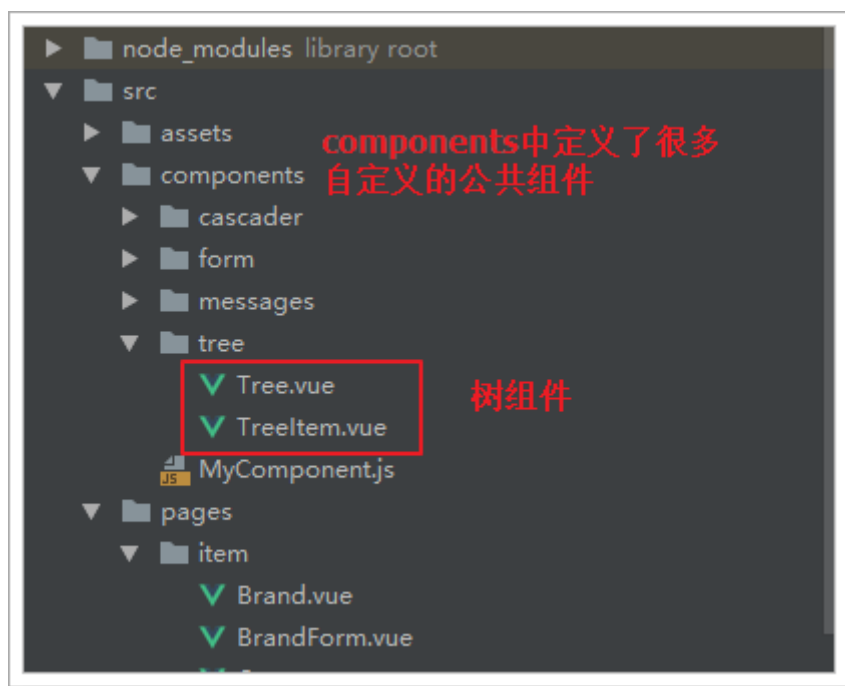 node_modules library root
src
assets
components中定义了很多
自定义的公共组件
components
cascader
form
messages
tree
Tree.vue
树组件
TreeItem.vue
JS MyComponent.js
pages
item
Brand.vue
BrandForm.vue